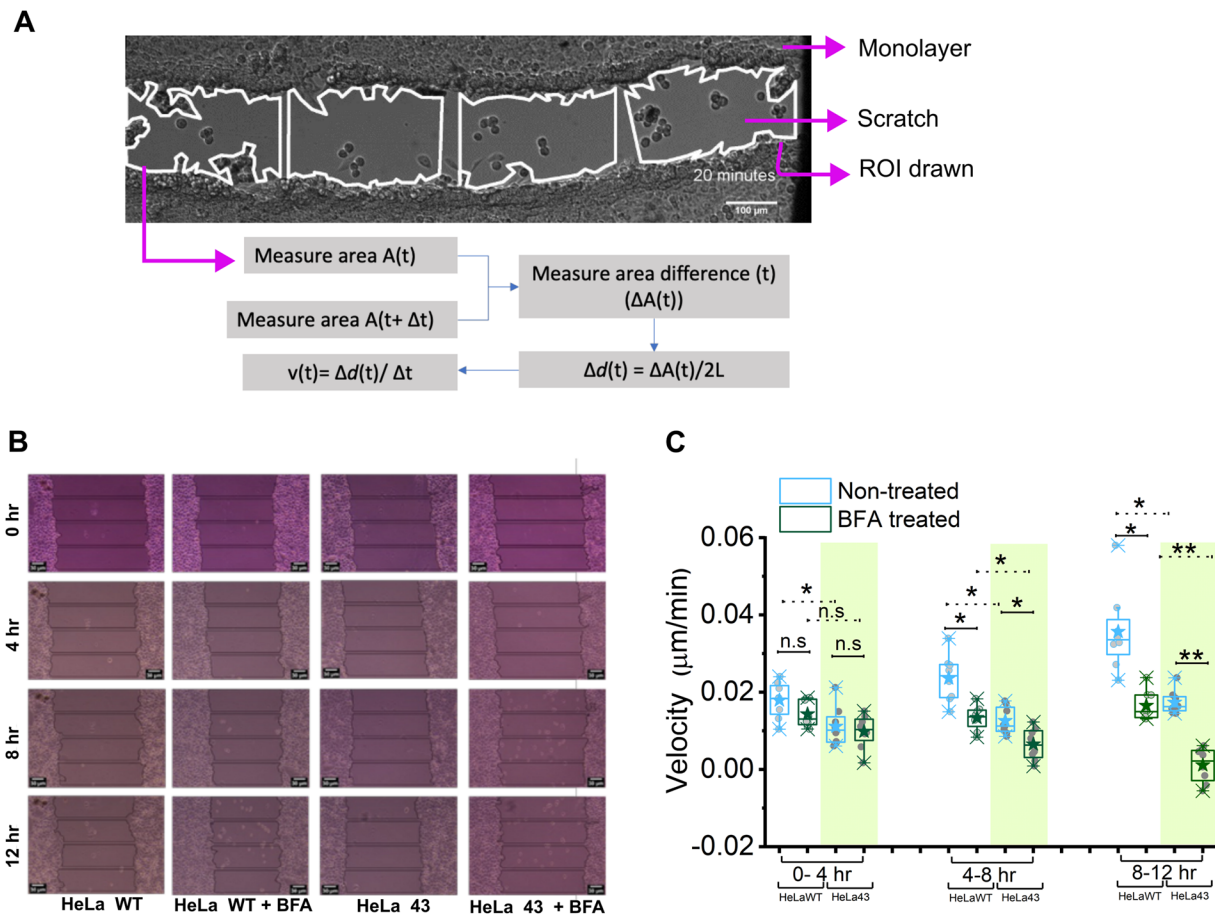 A
Monolayer
Scratch
ROI drawn
20 minutes
100 µm
Measure area A(t)
Measure area A(t+ Δt)
Measure area difference (t)
(ΔA(t))
Δd(t) = ΔA(t)/2L
v(t)= Δd(t)/ Δt
B
0 hr
4 hr
8 hr
12 hr
HeLa WT
HeLa WT + BFA
HeLa 43
HeLa 43 + BFA
C
Non-treated
BFA treated
Velocity (µm/min)
0.06
0.04
0.02
0.00
-0.02
*
n.s
n.s
n.s
*
*
*
*
*
*
**
**
0- 4 hr
4-8 hr
8-12 hr
HeLaWT
HeLa43
HeLaWT
HeLa43
HeLaWT
HeLa43